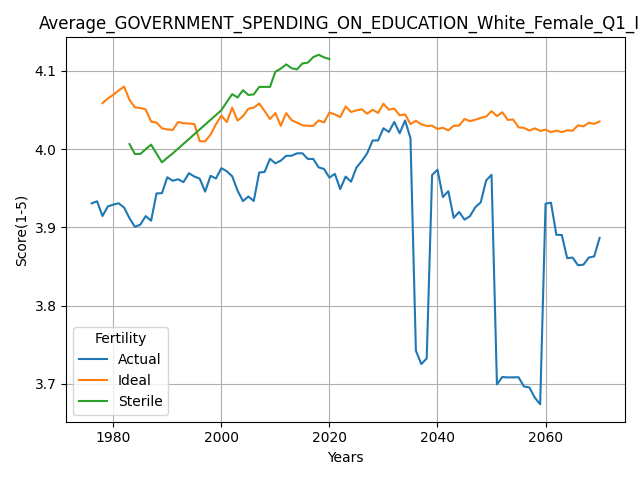 Average_GOVERNMENT_SPENDING_ON_EDUCATION_White_Female_Q1_I
4.1
4.0
3.9
3.8
3.7
Score(1-5)
Fertility
Actual
Ideal
Sterile
1980 2000 2020 2040 2060
Years